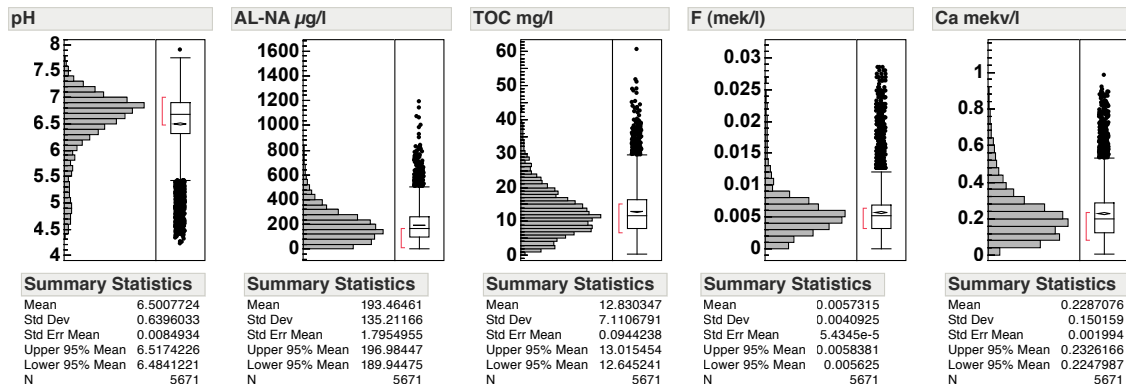 pH
8
7.5
7
6.5
6
5.5
5
4.5
4
Summary Statistics
Mean 6.5007724
Std Dev 0.6396033
Std Err Mean 0.0084934
Upper 95% Mean 6.5174226
Lower 95% Mean 6.4841221
N 5671
AL-NA µg/l
1600
1400
1200
1000
800
600
400
200
0
Summary Statistics
Mean 193.46461
Std Dev 135.21166
Std Err Mean 1.7954955
Upper 95% Mean 196.98447
Lower 95% Mean 189.94475
N 5671
TOC mg/l
60
50
40
30
20
10
0
Summary Statistics
Mean 12.830347
Std Dev 7.1106791
Std Err Mean 0.0944238
Upper 95% Mean 13.015454
Lower 95% Mean 12.645241
N 5671
F (mek/l)
0.03
0.025
0.02
0.015
0.01
0.005
0
Summary Statistics
Mean 0.0057315
Std Dev 0.0040925
Std Err Mean 5.4345e-5
Upper 95% Mean 0.0058381
Lower 95% Mean 0.005625
N 5671
Ca mekv/l
1
0.8
0.6
0.4
0.2
0
Summary Statistics
Mean 0.2287076
Std Dev 0.150159
Std Err Mean 0.001994
Upper 95% Mean 0.2326166
Lower 95% Mean 0.2247987
N 5671